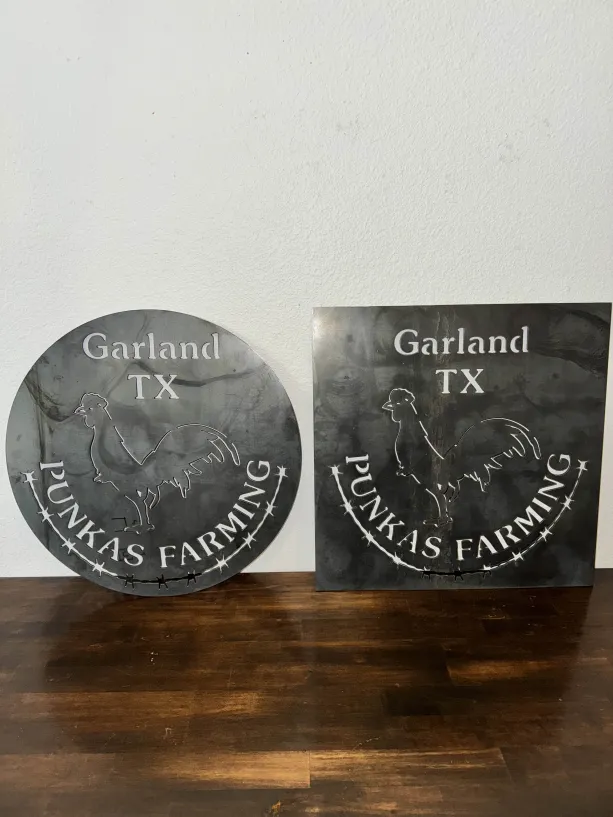 Garland
TX
PUNKAS FARMING
Garland
TX
PUNKAS FARMING